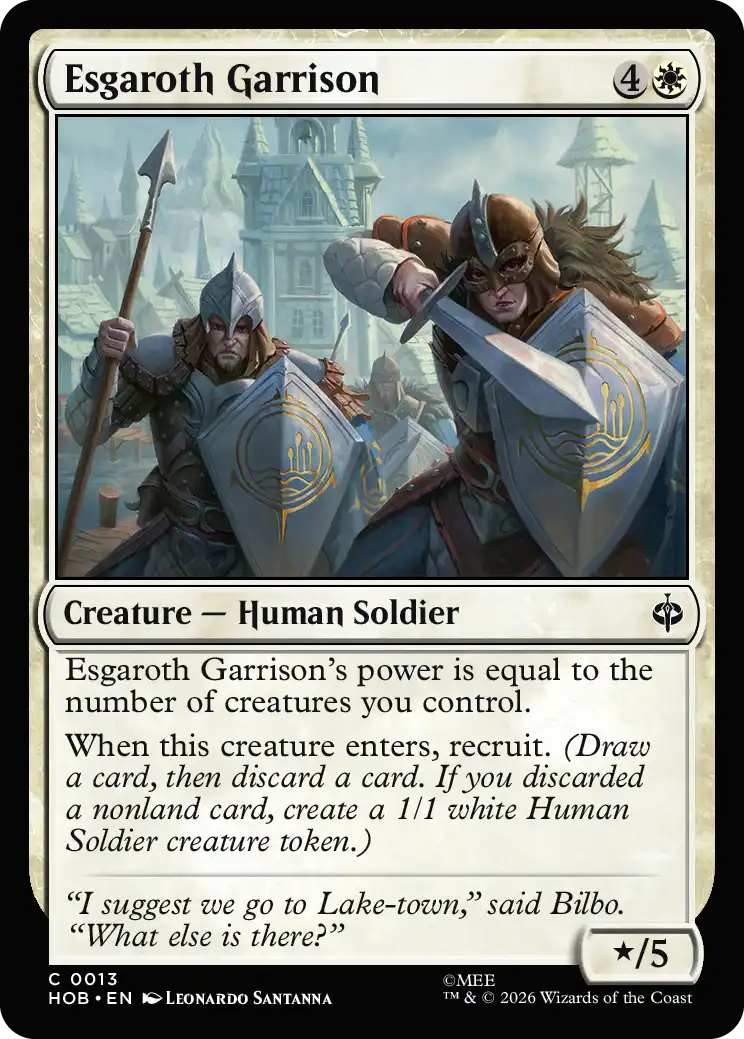 Esgaroth Garrison 4
Creature — Human Soldier
Esgaroth Garrison's power is equal to the
number of creatures you control.
When this creature enters, recruit. (Draw
a card, then discard a card. If you discarded
a nonland card, create a 1/1 white Human
Soldier creature token.)
"I suggest we go to Lake-town," said Bilbo.
"What else is there?"
★/5
C 0013
HOB • EN Leonardo Santanna
©MEE
™ & © 2026 Wizards of the Coast